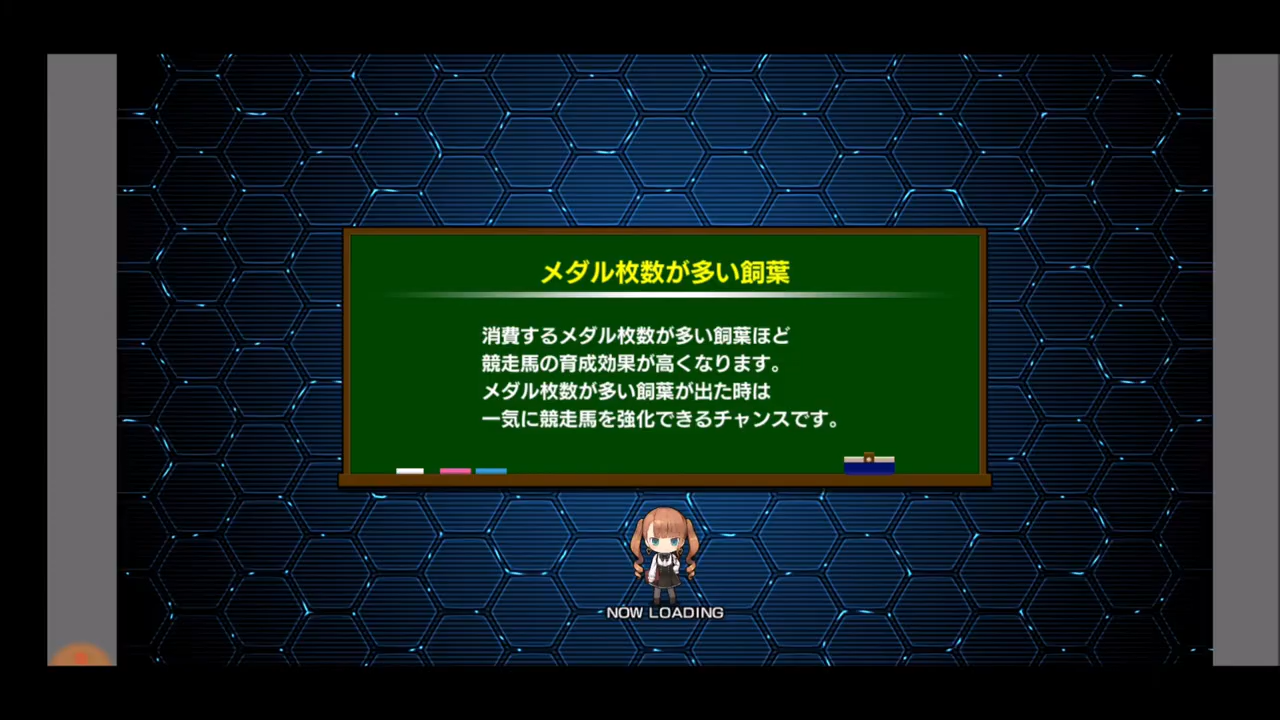 メダル枚数が多い飼葉
消費するメダル枚数が多い飼葉ほど
競走馬の育成効果が高くなります。
メダル枚数が多い飼葉が出た時は
一気に競走馬を強化できるチャンスです。
NOW LOADING